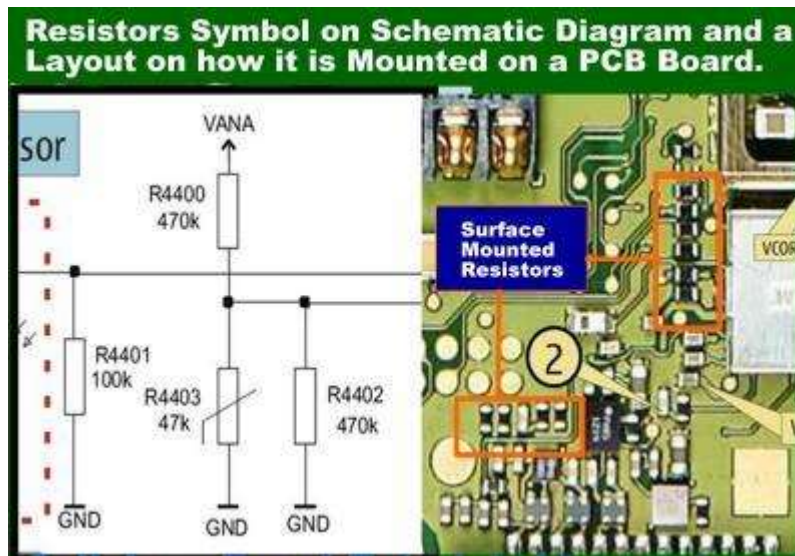 Resistors Symbol on Schematic Diagram and a
Layout on how it is Mounted on a PCB Board.
sor
VANA
R4400
470k
R4401
100k
R4403
47k
R4402
470k
GND
GND
GND
Surface
Mounted
Resistors
2
VCOR
W
V